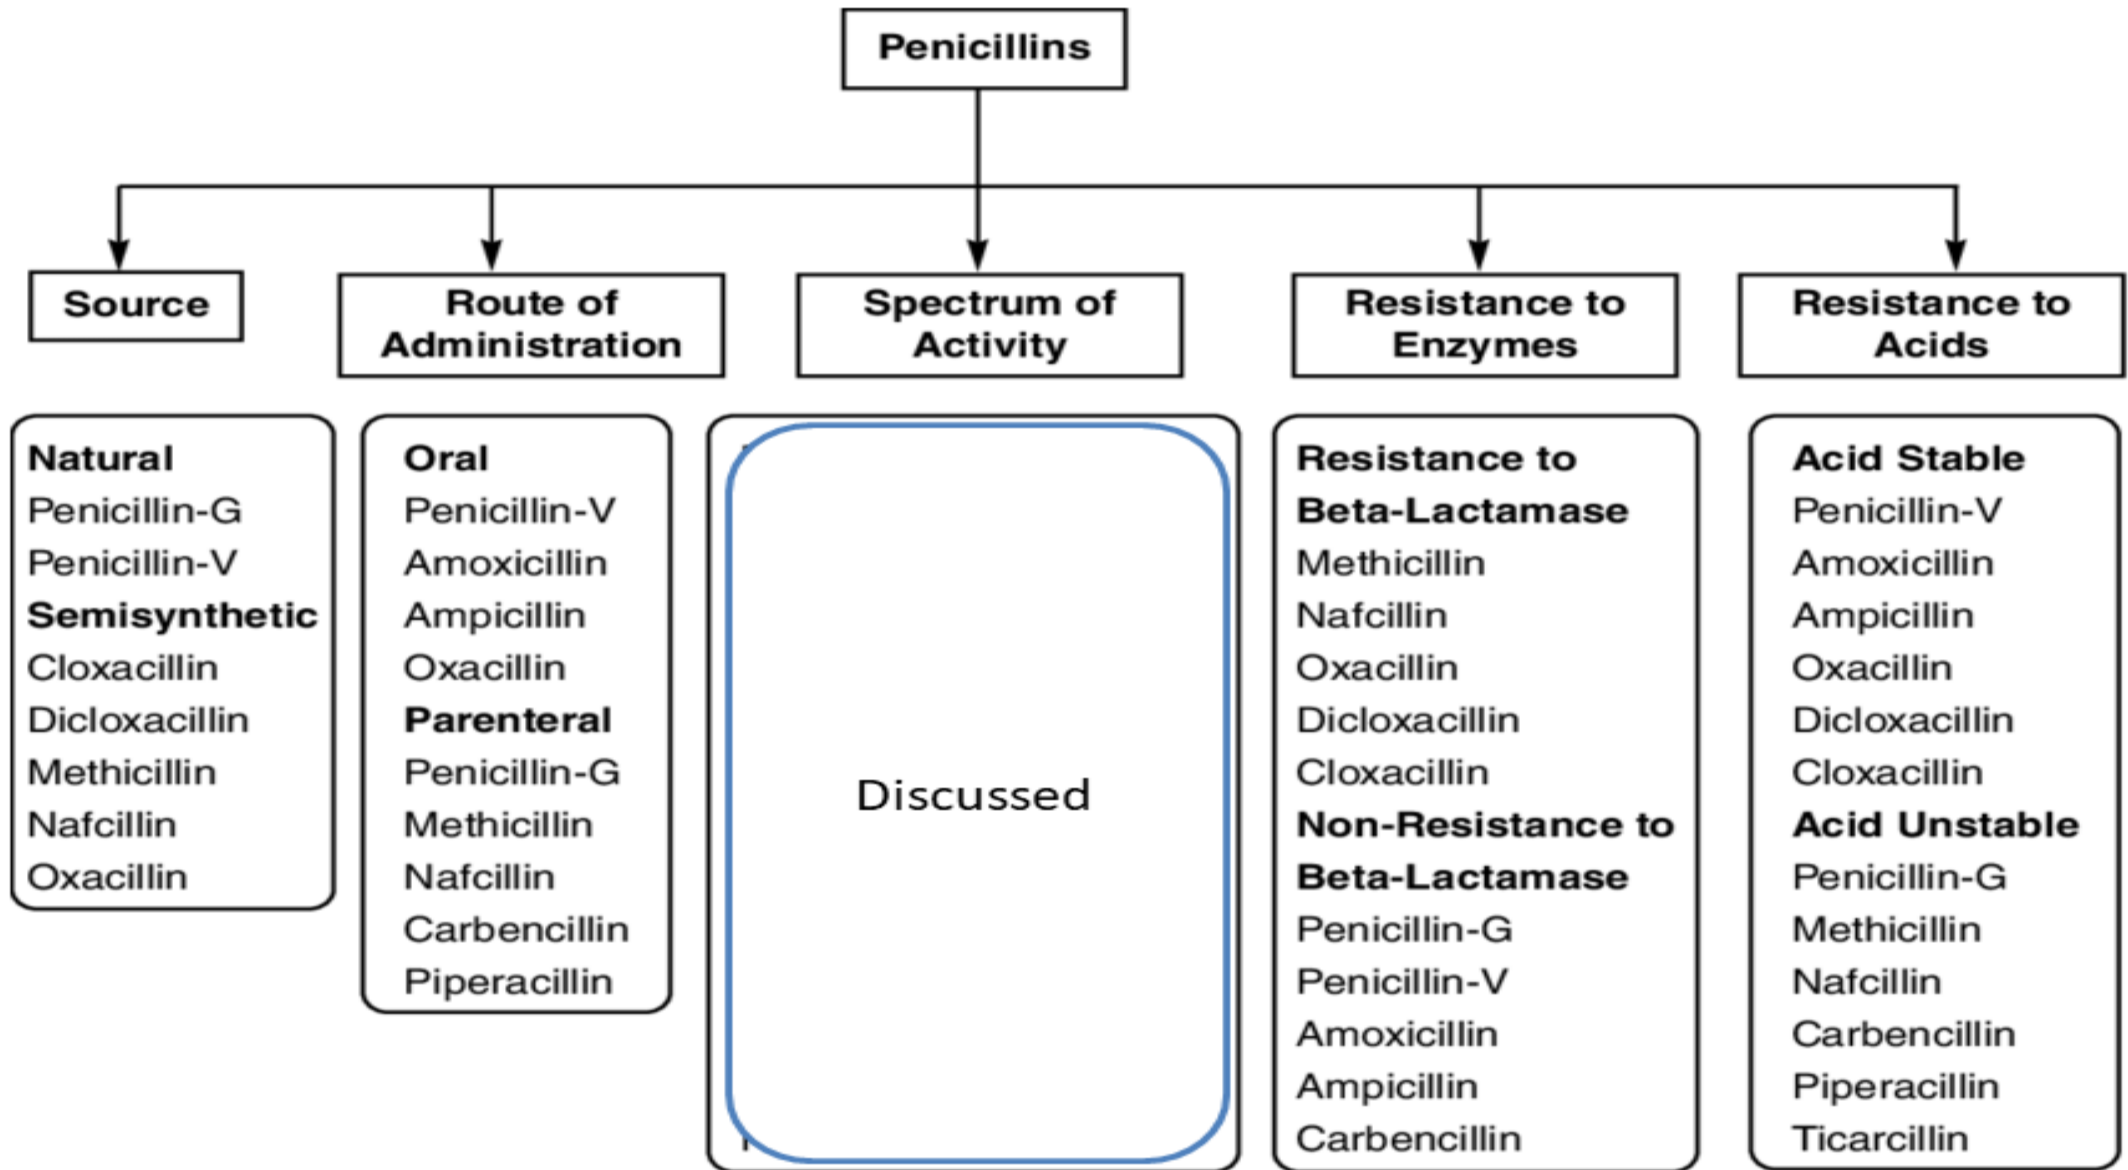 Penicillins
Source
Route of
Administration
Spectrum of
Activity
Resistance to
Enzymes
Resistance to
Acids
Natural
Penicillin-G
Penicillin-V
Semisynthetic
Cloxacillin
Dicloxacillin
Methicillin
Nafcillin
Oxacillin
Oral
Penicillin-V
Amoxicillin
Ampicillin
Oxacillin
Parenteral
Penicillin-G
Methicillin
Nafcillin
Carbencillin
Piperacillin
Discussed
Resistance to
Beta-Lactamase
Methicillin
Nafcillin
Oxacillin
Dicloxacillin
Cloxacillin
Non-Resistance to
Beta-Lactamase
Penicillin-G
Penicillin-V
Amoxicillin
Ampicillin
Carbencillin
Acid Stable
Penicillin-V
Amoxicillin
Ampicillin
Oxacillin
Dicloxacillin
Cloxacillin
Acid Unstable
Penicillin-G
Methicillin
Nafcillin
Carbencillin
Piperacillin
Ticarcillin